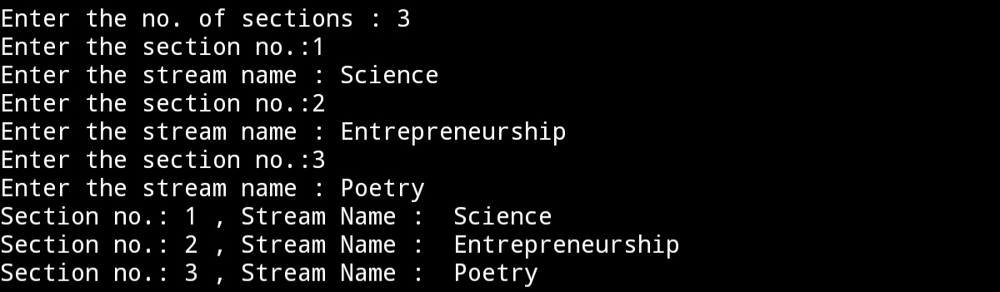 Enter the no. of sections : 3
Enter the section no.:1
Enter the stream name : Science
Enter the section no.:2
Enter the stream name : Entrepreneurship
Enter the section no.:3
Enter the stream name : Poetry
Section no.: 1 , Stream Name :  Science
Section no.: 2 , Stream Name :  Entrepreneurship
Section no.: 3 , Stream Name :  Poetry